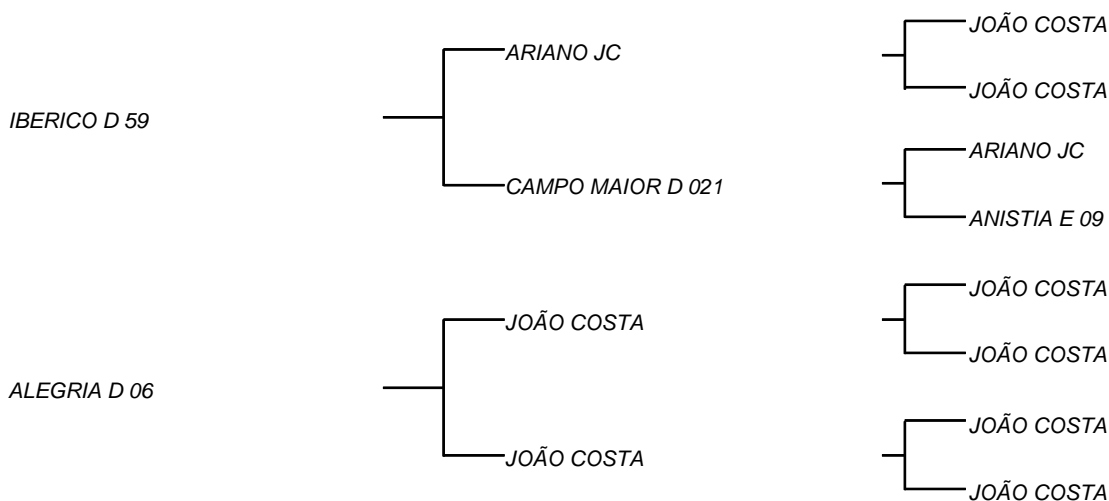 JOÃO COSTA
ARIANO JC
JOÃO COSTA
IBERICO D 59
ARIANO JC
CAMPO MAIOR D 021
ANISTIA E 09
JOÃO COSTA
JOÃO COSTA
JOÃO COSTA
ALEGRIA D 06
JOÃO COSTA
JOÃO COSTA
JOÃO COSTA